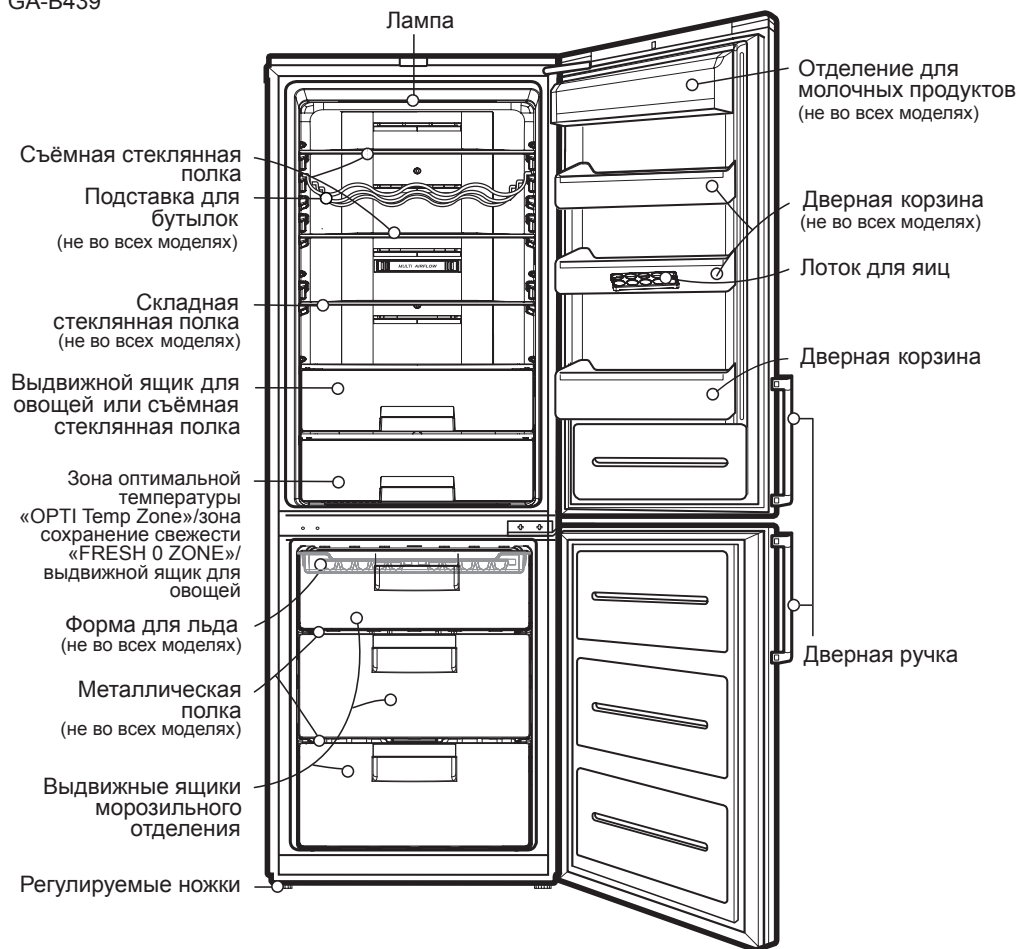 GA-B439
Лампа
Съёмная стеклянная
полка
Подставка для
бутылок
(не во всех моделях)
Складная
стеклянная полка
(не во всех моделях)
Выдвижной ящик для
овощей или съёмная
стеклянная полка
Зона оптимальной
температуры
«OPTI Temp Zone»/зона
сохранение свежести
«FRESH 0 ZONE»/
выдвижной ящик для
овощей
Форма для льда
(не во всех моделях)
Металлическая
полка
(не во всех моделях)
Выдвижные ящики
морозильного
отделения
Регулируемые ножки
MULTI AIRFLOW
Отделение для
молочных продуктов
(не во всех моделях)
Дверная корзина
(не во всех моделях)
Лоток для яиц
Дверная корзина
Дверная ручка